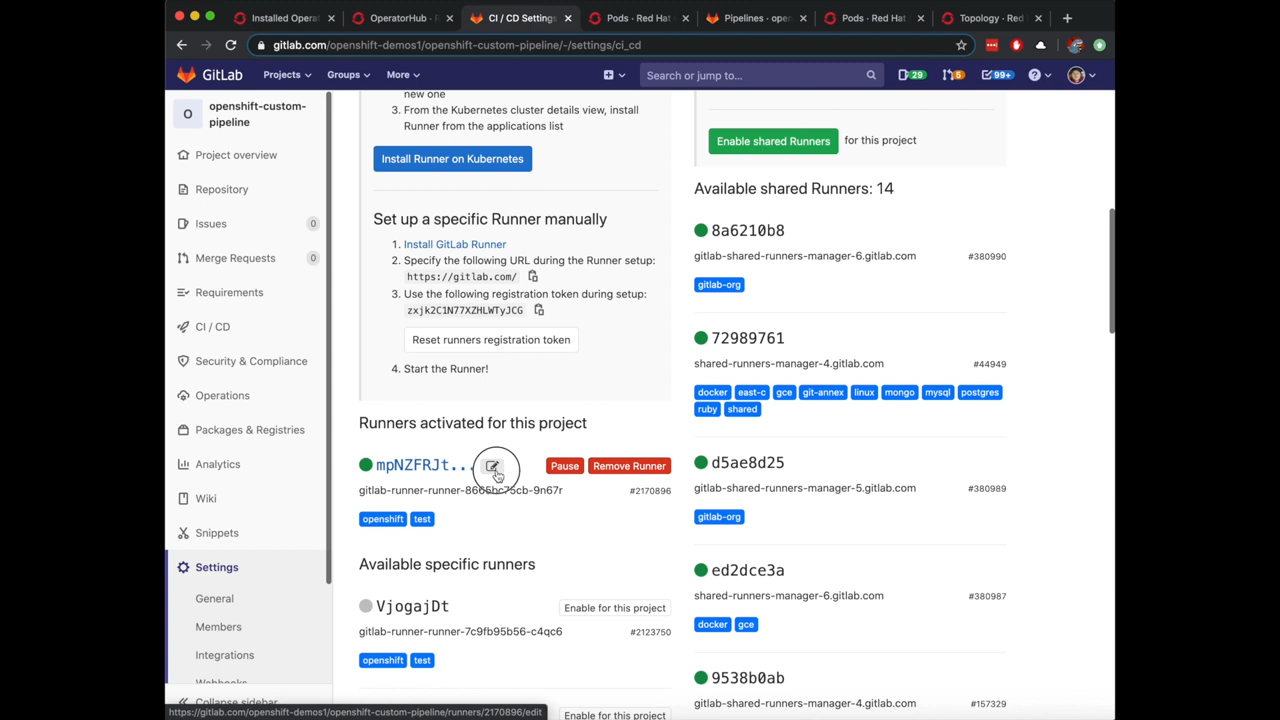 Installed Operat
OperatorHub · R
CI / CD Settings
Pods · Red Hat
Pipelines · open
Pods · Red Hat
Topology · Red
gitlab.com/openshift-demos1/openshift-custom-pipeline/-/settings/ci_cd
GitLab
Projects
Groups
More
Search or jump to...
29
5
99+
O
openshift-custom-
pipeline
Project overview
Repository
Issues
0
Merge Requests
0
Requirements
CI / CD
Security & Compliance
Operations
Packages & Registries
Analytics
Wiki
Snippets
Settings
General
Members
Integrations
Webhooks
Collapse sidebar
new one
3. From the Kubernetes cluster details view, install
Runner from the applications list
Install Runner on Kubernetes
Set up a specific Runner manually
1. Install GitLab Runner
2. Specify the following URL during the Runner setup:
https://gitlab.com/
3. Use the following registration token during setup:
zxjk2C1N77XZHLWTyJCG
Reset runners registration token
4. Start the Runner!
Runners activated for this project
mpNZFRJt...
Pause
Remove Runner
gitlab-runner-runner-8665bc75cb-9n67r
#2170896
openshift
test
Available specific runners
VjogajDt
Enable for this project
gitlab-runner-runner-7c9fb95b56-c4qc6
#2123750
openshift
test
Enable for this project
Enable shared Runners
for this project
Available shared Runners: 14
8a6210b8
gitlab-shared-runners-manager-6.gitlab.com
#380990
gitlab-org
72989761
shared-runners-manager-4.gitlab.com
#44949
docker
east-c
gce
git-annex
linux
mongo
mysql
postgres
ruby
shared
d5ae8d25
gitlab-shared-runners-manager-5.gitlab.com
#380989
gitlab-org
ed2dce3a
shared-runners-manager-6.gitlab.com
#380987
docker
gce
9538b0ab
gitlab-shared-runners-manager-4.gitlab.com
#157329
https://gitlab.com/openshift-demos1/openshift-custom-pipeline/runners/2170896/edit